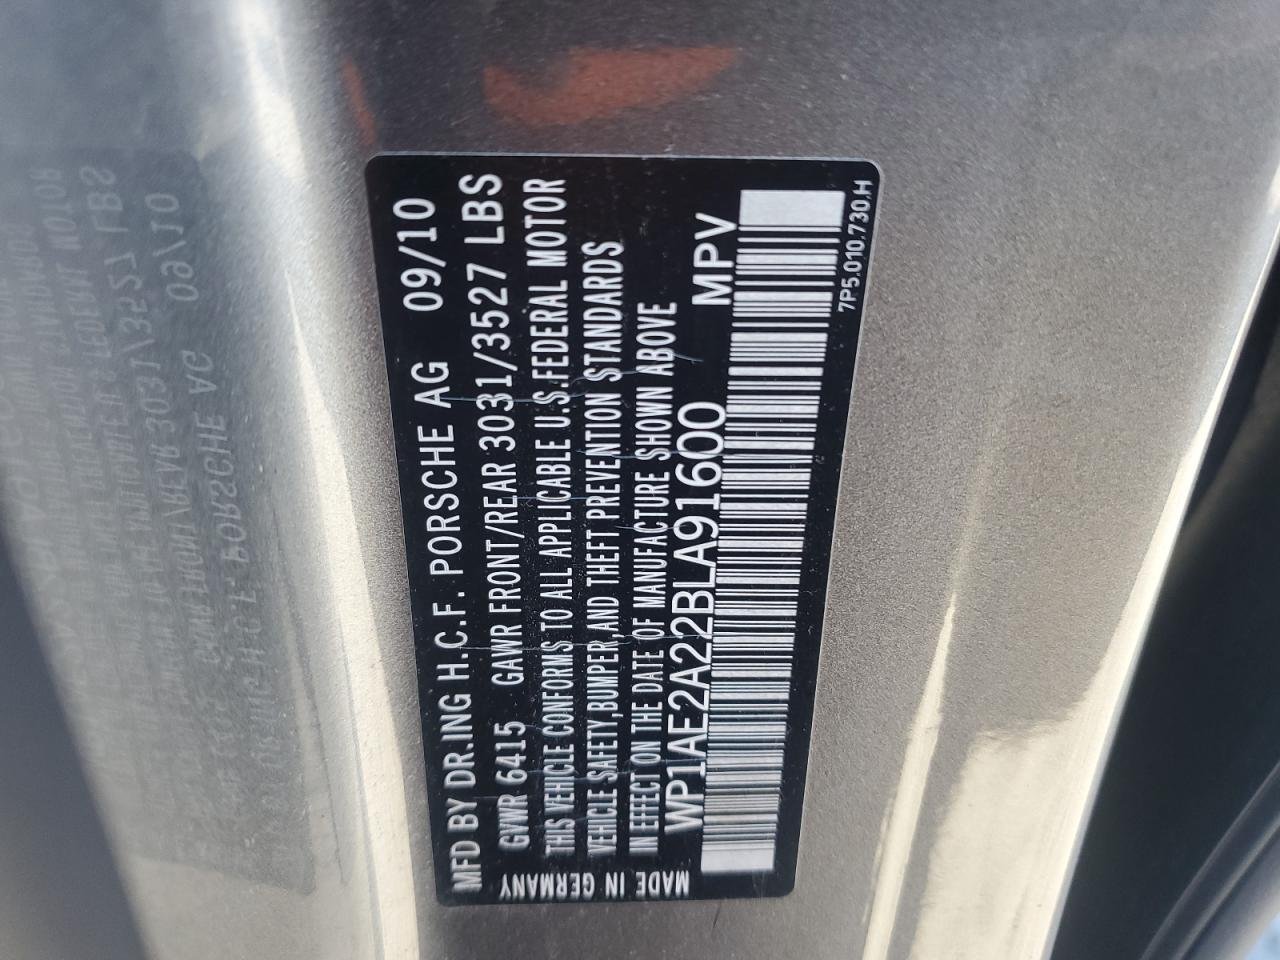 MFD BY DR.ING H.C.F. PORSCHE AG 09/10
GVWR 6415 GAWR FRONT/REAR 3031/3527 LBS
THIS VEHICLE CONFORMS TO ALL APPLICABLE U.S.FEDERAL MOTOR
VEHICLE SAFETY,BUMPER,AND THEFT PREVENTION STANDARDS
IN EFFECT ON THE DATE OF MANUFACTURE SHOWN ABOVE
WP1AE2A22BLA91600 MPV
MADE IN GERMANY
7P5.010.730.H